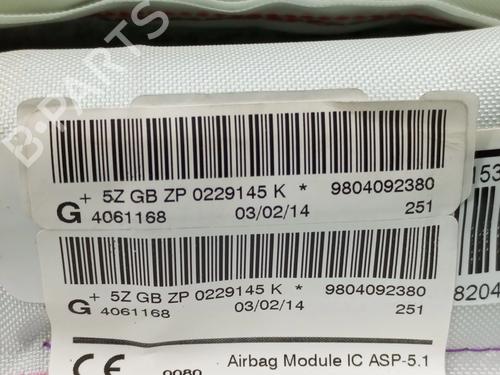 B-PARTS
+ 5Z GB ZP 0229145 K * 9804092380
G 4061168 03/02/14 251
+ 5Z GB ZP 0229145 K * 9804092380
G 4061168 03/02/14 251
CE 0080 Airbag Module IC ASP-5.1
153
8204